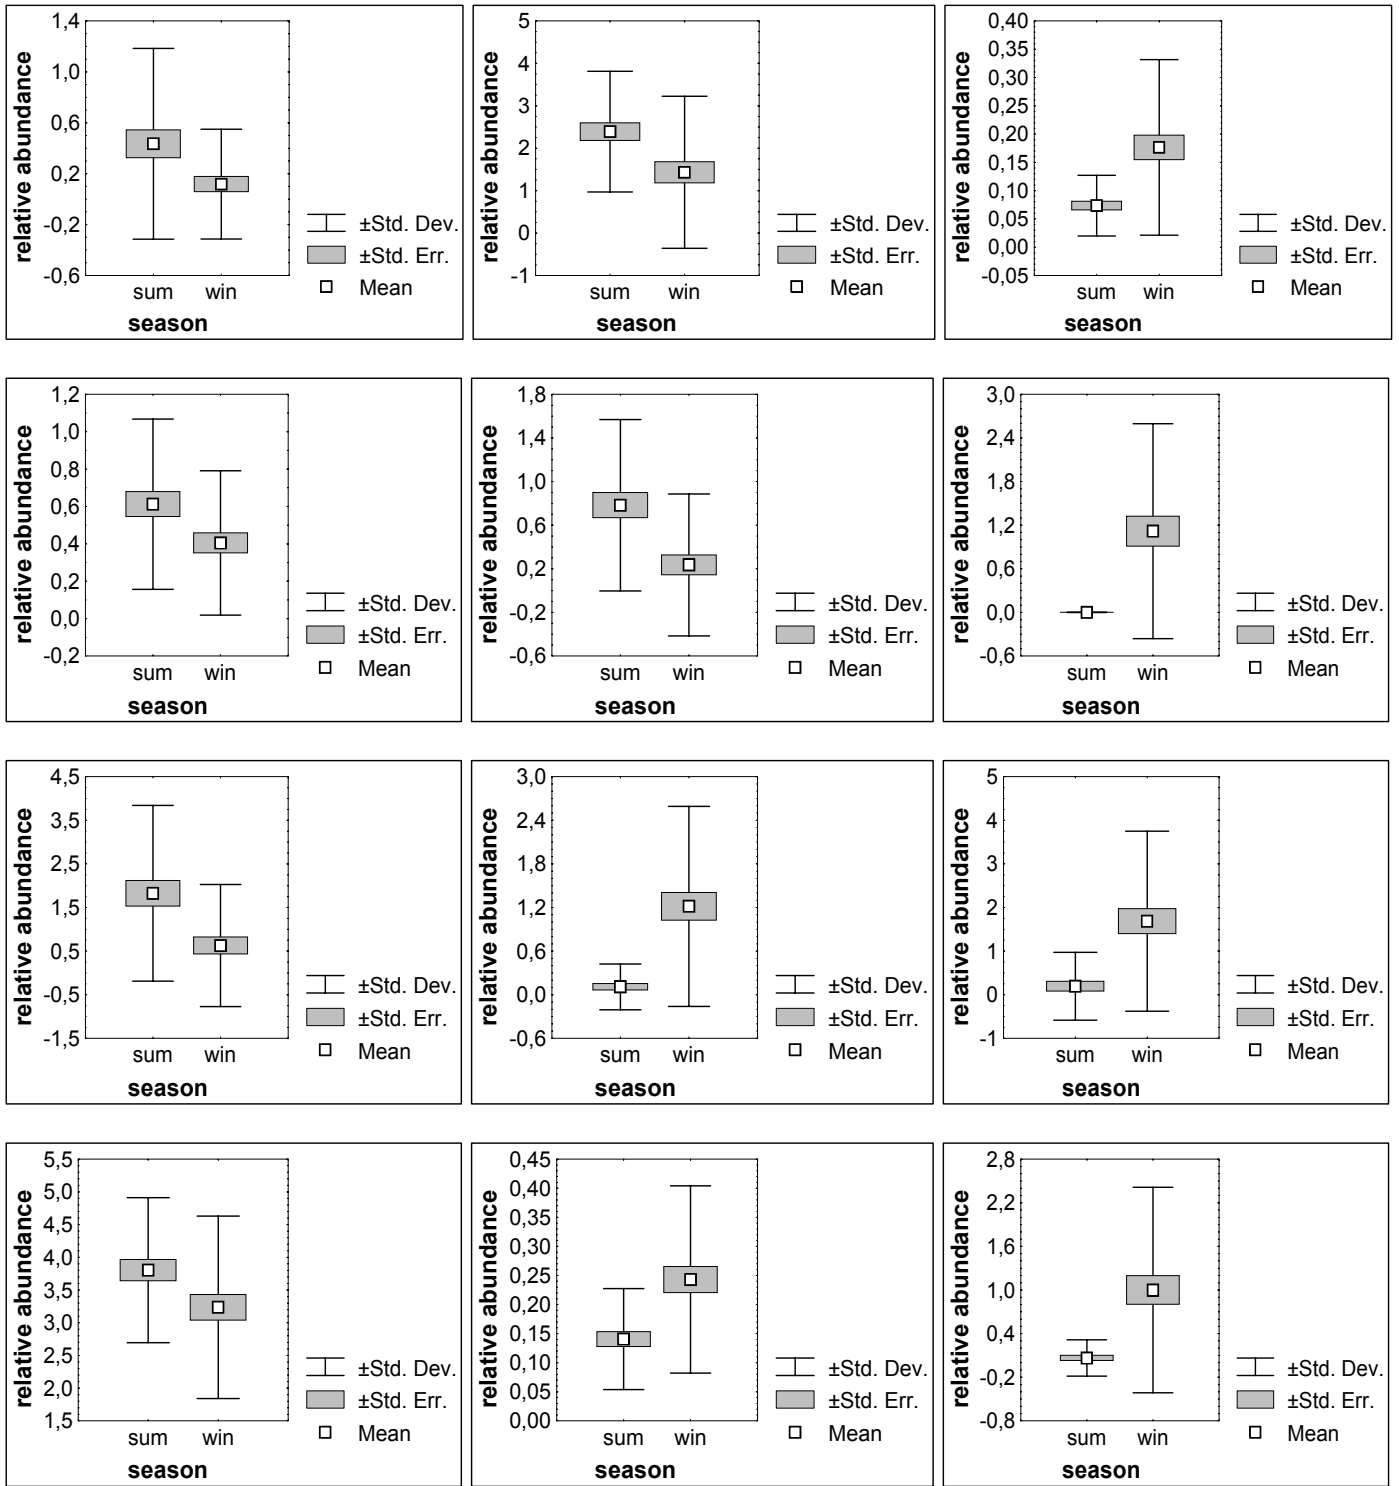 relative abundance
1,4
1,0
0,6
0,2
-0,2
-0,6
sum win
season
±Std. Dev.
±Std. Err.
Mean
relative abundance
5
4
3
2
1
0
-1
sum win
season
±Std. Dev.
±Std. Err.
Mean
relative abundance
0,40
0,35
0,30
0,25
0,20
0,15
0,10
0,05
0,00
-0,05
sum win
season
±Std. Dev.
±Std. Err.
Mean
relative abundance
1,2
1,0
0,8
0,6
0,4
0,2
0,0
-0,2
sum win
season
±Std. Dev.
±Std. Err.
Mean
relative abundance
1,8
1,4
1,0
0,6
0,2
-0,2
-0,6
sum win
season
±Std. Dev.
±Std. Err.
Mean
relative abundance
3,0
2,4
1,8
1,2
0,6
0,0
-0,6
sum win
season
±Std. Dev.
±Std. Err.
Mean
relative abundance
4,5
3,5
2,5
1,5
0,5
-0,5
-1,5
sum win
season
±Std. Dev.
±Std. Err.
Mean
relative abundance
3,0
2,4
1,8
1,2
0,6
0,0
-0,6
sum win
season
±Std. Dev.
±Std. Err.
Mean
relative abundance
5
4
3
2
1
0
-1
sum win
season
±Std. Dev.
±Std. Err.
Mean
relative abundance
5,5
5,0
4,5
4,0
3,5
3,0
2,5
2,0
1,5
sum win
season
±Std. Dev.
±Std. Err.
Mean
relative abundance
0,45
0,40
0,35
0,30
0,25
0,20
0,15
0,10
0,05
0,00
sum win
season
±Std. Dev.
±Std. Err.
Mean
relative abundance
2,8
2,2
1,6
1,0
0,4
-0,2
-0,8
sum win
season
±Std. Dev.
±Std. Err.
Mean